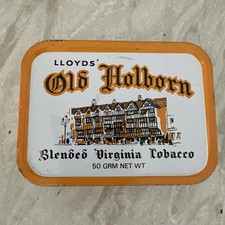 LLOYDS'
Old Holborn
Blended Virginia Tobacco
50 GRM NET WT